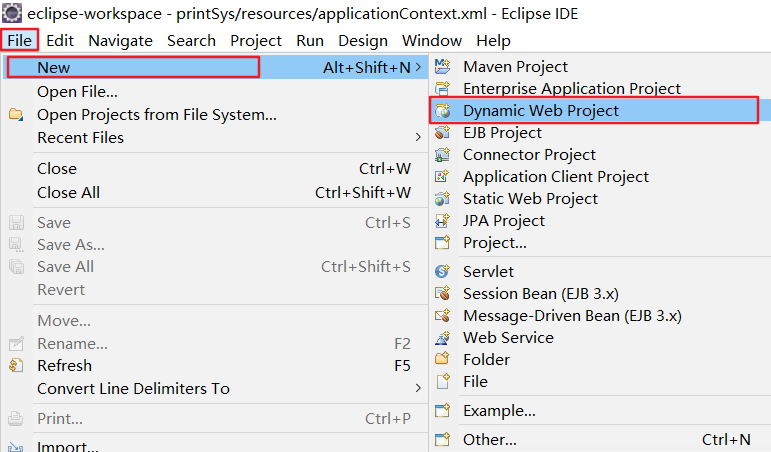 eclipse-workspace - printSys/resources/applicationContext.xml - Eclipse IDE
File Edit Navigate Search Project Run Design Window Help
New Alt+Shift+N
Open File...
Open Projects from File System...
Recent Files
Close Ctrl+W
Close All Ctrl+Shift+W
Save Ctrl+S
Save As...
Save All Ctrl+Shift+S
Revert
Move...
Rename... F2
Refresh F5
Convert Line Delimiters To
Print... Ctrl+P
Import...
Maven Project
Enterprise Application Project
Dynamic Web Project
EJB Project
Connector Project
Application Client Project
Static Web Project
JPA Project
Project...
Servlet
Session Bean (EJB 3.x)
Message-Driven Bean (EJB 3.x)
Web Service
Folder
File
Example...
Other... Ctrl+N